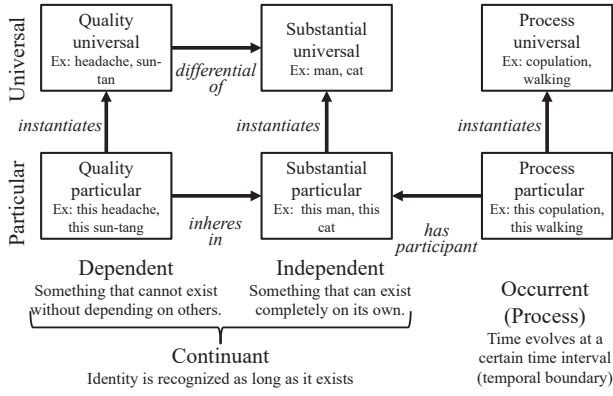 Universal
Quality
universal
Ex: headache, sun-
tan
differential
of
Substantial
universal
Ex: man, cat
Process
universal
Ex: copulation,
walking
instantiates
instantiates
instantiates
Particular
Quality
particular
Ex: this headache,
this sun-tang
inheres
in
Substantial
particular
Ex: this man, this
cat
has
participant
Process
particular
Ex: this copulation,
this walking
Dependent
Something that cannot exist
without depending on others.
Independent
Something that can exist
completely on its own.
Continuant
Identity is recognized as long as it exists
Occurrent
(Process)
Time evolves at a
certain time interval
(temporal boundary)